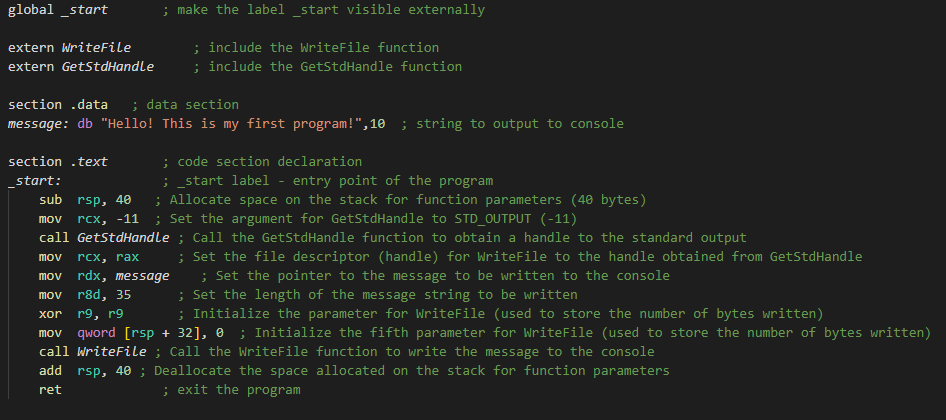 global _start ; make the label _start visible externally
extern WriteFile ; include the WriteFile function
extern GetStdHandle ; include the GetStdHandle function
section .data ; data section
message: db "Hello! This is my first program!",10 ; string to output to console
section .text ; code section declaration
_start: ; _start label - entry point of the program
sub rsp, 40 ; Allocate space on the stack for function parameters (40 bytes)
mov rcx, -11 ; Set the argument for GetStdHandle to STD_OUTPUT (-11)
call GetStdHandle ; Call the GetStdHandle function to obtain a handle to the standard output
mov rcx, rax ; Set the file descriptor (handle) for WriteFile to the handle obtained from GetStdHandle
mov rdx, message ; Set the pointer to the message to be written to the console
mov r8d, 35 ; Set the length of the message string to be written
xor r9, r9 ; Initialize the parameter for WriteFile (used to store the number of bytes written)
mov qword [rsp + 32], 0 ; Initialize the fifth parameter for WriteFile (used to store the number of bytes written)
call WriteFile ; Call the WriteFile function to write the message to the console
add rsp, 40 ; Deallocate the space allocated on the stack for function parameters
ret ; exit the program